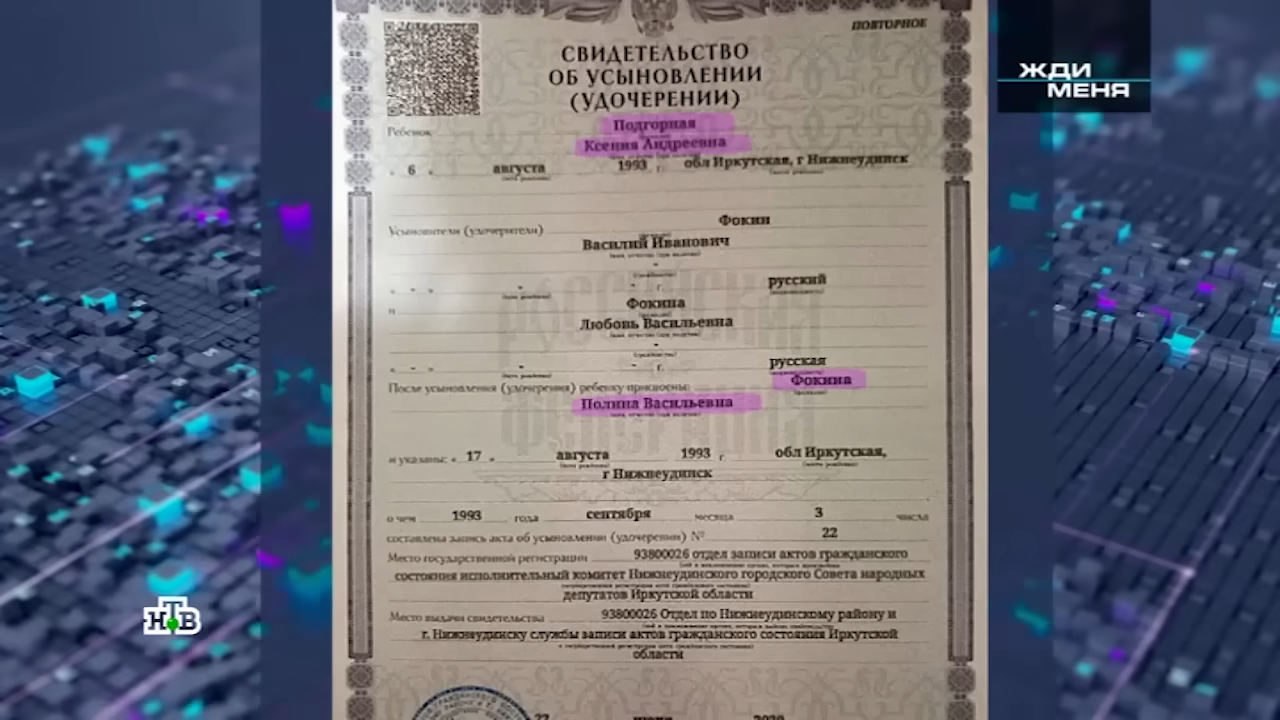 ПОВТОРНОЕ
ЖДИ
МЕНЯ
СВИДЕТЕЛЬСТВО
ОБ УСЫНОВЛЕНИИ
(УДОЧЕРЕНИИ)
Ребенок Подгорная
Ксения Андреевна
" 6 " августа 1993 г. обл Иркутская, г Нижнеудинск
Усыновители (удочерители) Фокин
Василий Иванович
" - " - - г. русский
и Фокина
Любовь Васильевна
" - " - - г. русская
После усыновления (удочерения) ребенку присвоены: Фокина
Полина Васильевна
и указаны: " 17 " августа 1993 г. обл Иркутская,
г Нижнеудинск
о чем 1993 года сентября месяца 3 числа
составлена запись акта об усыновлении (удочерении) № 22
Место государственной регистрации 93800026 отдел записи актов гражданского
состояния исполнительный комитет Нижнеудинского городского Совета народных
депутатов Иркутской области
Место выдачи свидетельства 93800026 Отдел по Нижнеудинскому району и
г. Нижнеудинску службы записи актов гражданского состояния Иркутской
области
НТВ